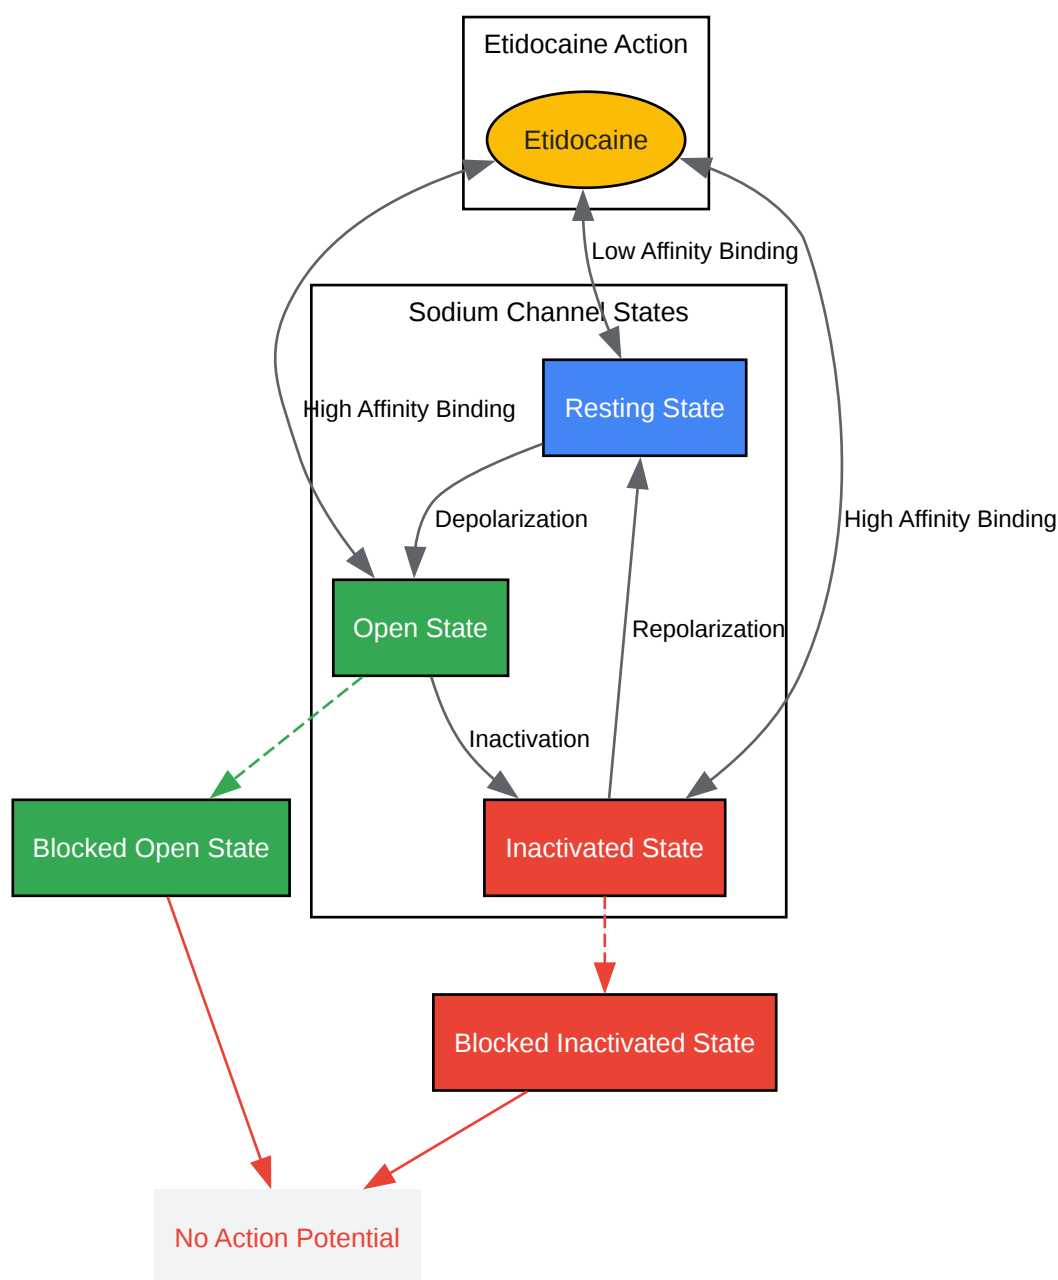 Etidocaine Action
Etidocaine
Low Affinity Binding
Sodium Channel States
High Affinity Binding
Resting State
Depolarization
High Affinity Binding
Open State
Repolarization
Inactivation
Blocked Open State
Inactivated State
Blocked Inactivated State
No Action Potential